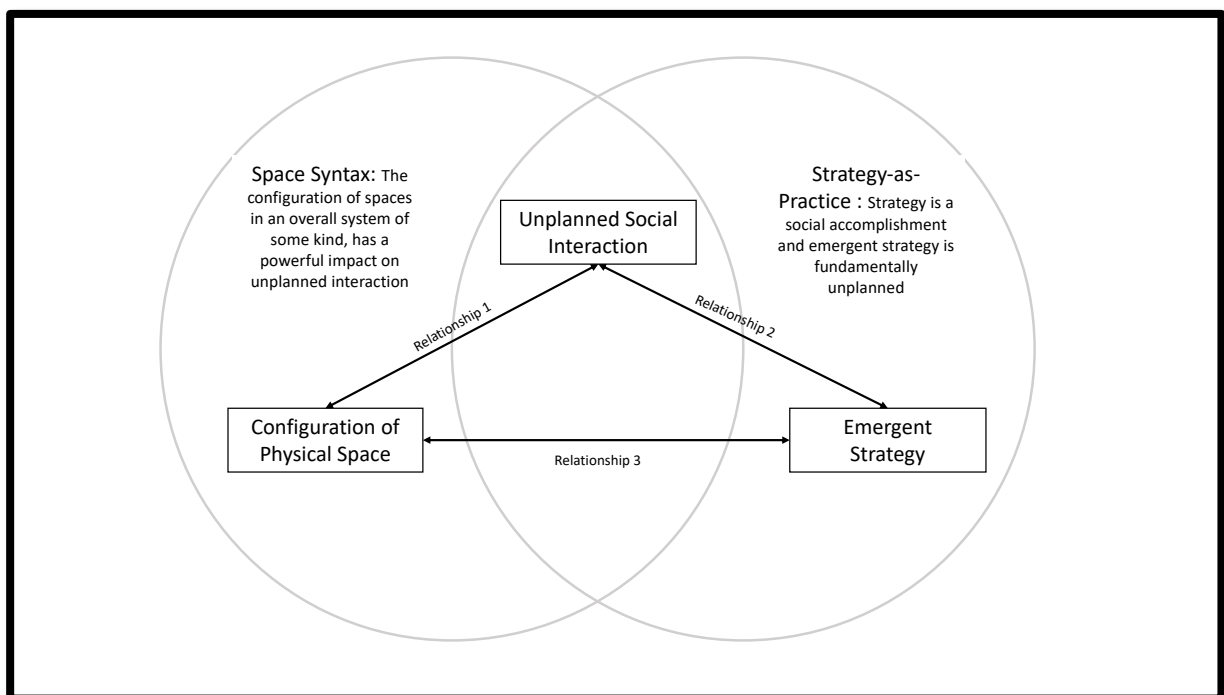 Space Syntax: The
configuration of spaces
in an overall system of
some kind, has a
powerful impact on
unplanned interaction
Strategy-as-
Practice : Strategy is a
social accomplishment
and emergent strategy is
fundamentally
unplanned
Unplanned Social
Interaction
Relationship 1
Relationship 2
Configuration of
Physical Space
Relationship 3
Emergent
Strategy